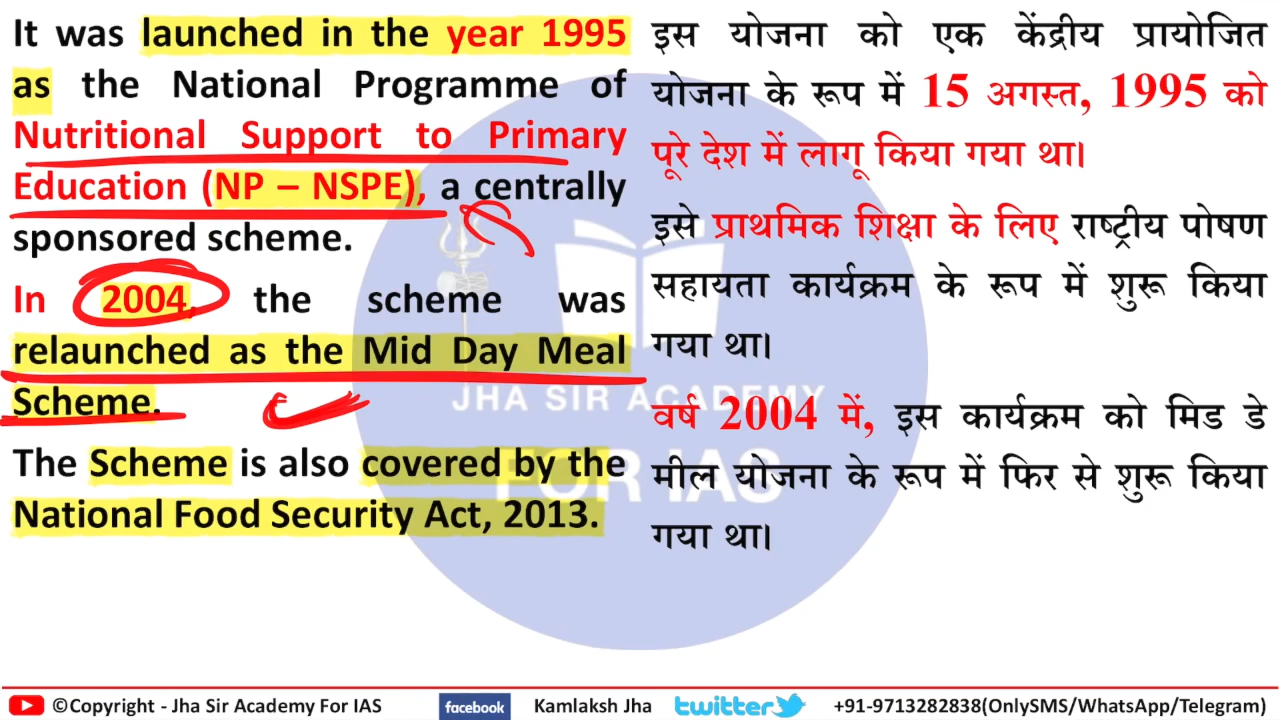 It was launched in the year 1995
as the National Programme of
Nutritional Support to Primary
Education (NP – NSPE), a centrally
sponsored scheme.
In 2004, the scheme was
relaunched as the Mid Day Meal
Scheme.
The Scheme is also covered by the
National Food Security Act, 2013.
इस योजना को एक केंद्रीय प्रायोजित
योजना के रूप में 15 अगस्त, 1995 को
पूरे देश में लागू किया गया था।
इसे प्राथमिक शिक्षा के लिए राष्ट्रीय पोषण
सहायता कार्यक्रम के रूप में शुरू किया
गया था।
वर्ष 2004 में, इस कार्यक्रम को मिड डे
मील योजना के रूप में फिर से शुरू किया
गया था।
JHA SIR ACADEMY
FOR IAS
©Copyright - Jha Sir Academy For IAS facebook Kamlaksh Jha twitter +91-9713282838(OnlySMS/WhatsApp/Telegram)